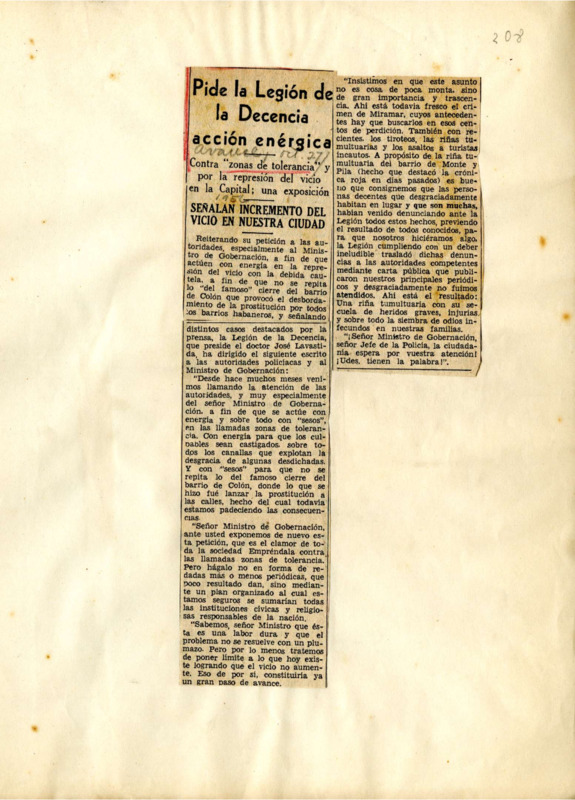 208
Pide la Legión de
la Decencia
acción enérgica
Avance, oct. 27/
1956
Contra "zonas de tolerancia" y
por la represión del vicio
en la Capital; una exposición
SEÑALAN INCREMENTO DEL
VICIO EN NUESTRA CIUDAD
Reiterando su petición a las au-
toridades, especialmente al Minis-
tro de Gobernación, a fin de que
actúen con energía en la repre-
sión del vicio con la debida cau-
tela, a fin de que no se repita
lo "del famoso" cierre del barrio
de Colón que provocó el desborda-
miento de la prostitución por todos
los barrios habaneros, y señalando
distintos casos destacados por la
prensa, la Legión de la Decencia,
que preside el doctor José Lavasti-
da, ha dirigido el siguiente escrito
a las autoridades policiacas y al
Ministro de Gobernación:
"Desde hace muchos meses veni-
mos llamando la atención de las
autoridades, y muy especialmente
del señor Ministro de Goberna-
ción, a fin de que se actúe con
energía y sobre todo con "sesos",
en las llamadas zonas de toleran-
cia. Con energía para que los cul-
pables sean castigados, sobre to-
dos los canallas que explotan la
desgracia de algunas desdichadas.
Y con "sesos" para que no se
repita lo del famoso cierre del
barrio de Colón, donde lo que se
hizo fué lanzar la prostitución a
las calles, hecho del cual todavía
estamos padeciendo las consecuen-
cias.
"Señor Ministro de Gobernación,
ante usted exponemos de nuevo es-
ta petición, que es el clamor de to-
da la sociedad Empréndala contra
las llamadas zonas de tolerancia.
Pero hágalo no en forma de re-
dadas más o menos periódicas, que
poco resultado dan, sino median-
te un plan organizado al cual es-
tamos seguros se sumarían todas
las instituciones cívicas y religio-
sas responsables de la nación.
"Sabemos, señor Ministro que és-
ta es una labor dura y que el
problema no se resuelve con un plu-
mazo. Pero por lo menos tratemos
de poner límite a lo que hoy exis-
te logrando que el vicio no aumen-
te. Eso de por sí, constituiría ya
un gran paso de avance.
"Insistimos en que este asunto
no es cosa de poca monta, sino
de gran importancia y trascen-
cia. Ahí está todavía fresco el cri-
men de Miramar, cuyos anteceden-
tes hay que buscarlos en esos cen-
tros de perdición. También con re-
cientes, los tiroteos, las riñas tu-
multuarias y los asaltos a turistas
incautos. A propósito de la riña tu-
multuaria del barrio de Monte y
Pila (hecho que destacó la cróni-
ca roja en días pasados) es bue-
no que consignemos que las perso-
nas decentes que desgraciadamente
habitan en lugar y que son muchas,
habían venido denunciando ante la
Legión todos estos hechos, previendo
el resultado de todos conocidos, pa-
ra que nosotros hiciéramos algo,
la Legión cumpliendo con un deber
ineludible trasladó dichas denun-
cias a las autoridades competentes
mediante carta pública que publi-
caron nuestros principales periódi-
cos y desgraciadamente no fuimos
atendidos. Ahí está el resultado:
Una riña tumultuaria con su se-
cuela de heridos graves, injurias,
y sobre todo la siembra de odios in-
fecundos en nuestras familias.
"¡Señor Ministro de Gobernación,
señor Jefe de la Policía, la ciudada-
nía espera por vuestra atención!
¡Udes. tienen la palabra!".